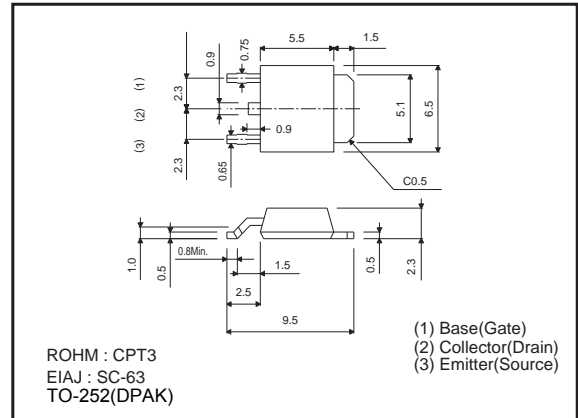 5.5
1.5
0.9
0.75
(1)
2.3
(2)
(3)
2.3
0.9
0.65
5.1
6.5
C0.5
1.0
0.5
0.8Min.
1.5
2.5
9.5
0.5
2.3
ROHM : CPT3
EIAJ : SC-63
TO-252(DPAK)
(1) Base(Gate)
(2) Collector(Drain)
(3) Emitter(Source)